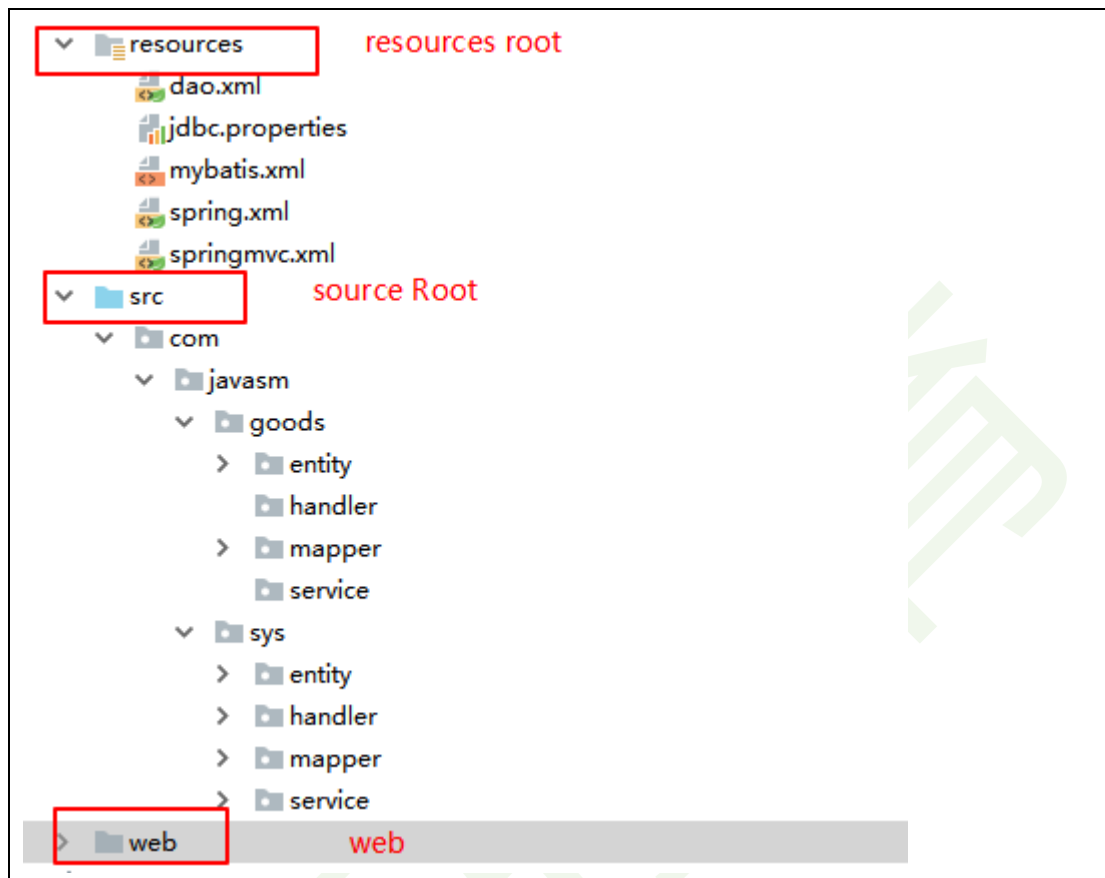 resources resources root
dao.xml
jdbc.properties
mybatis.xml
spring.xml
springmvc.xml
src source Root
com
javasm
goods
entity
handler
mapper
service
sys
entity
handler
mapper
service
web web